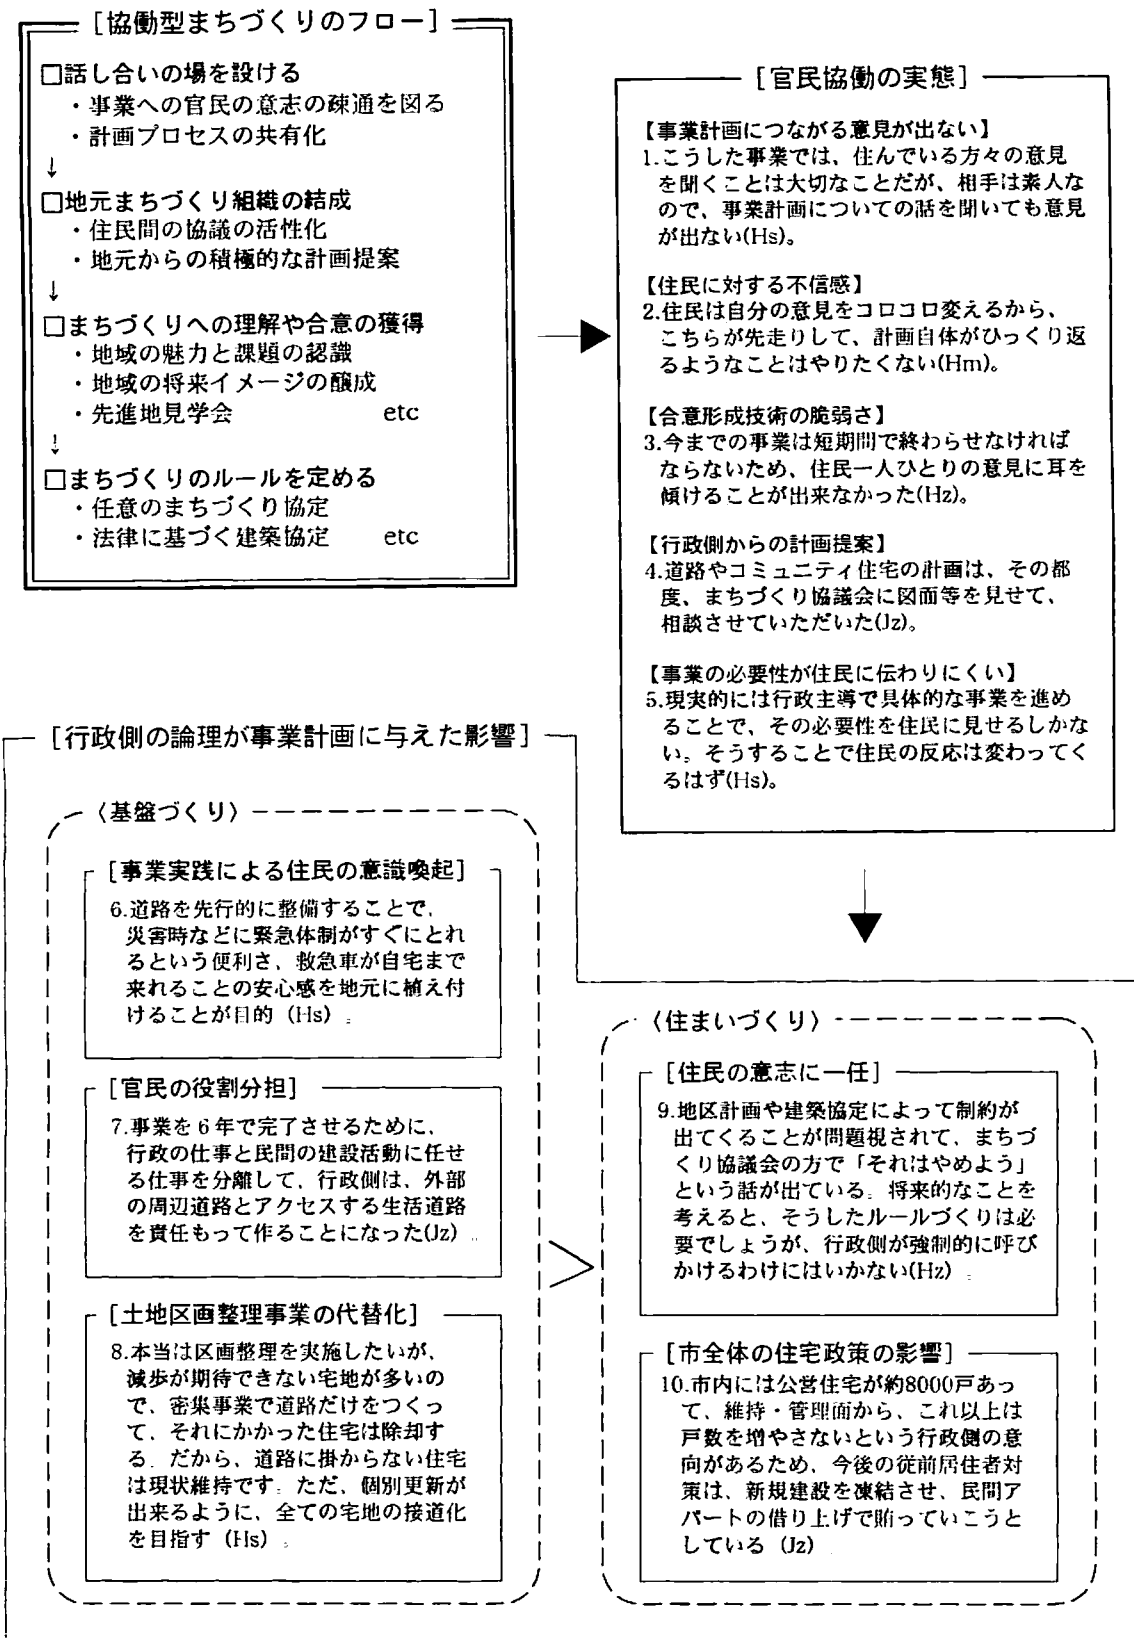 [協働型まちづくりのフロー]
□話し合いの場を設ける
・事業への官民の意志の疎通を図る
・計画プロセスの共有化
↓
□地元まちづくり組織の結成
・住民間の協議の活性化
・地元からの積極的な計画提案
↓
□まちづくりへの理解や合意の獲得
・地域の魅力と課題の認識
・地域の将来イメージの醸成
・先進地見学会 etc
↓
□まちづくりのルールを定める
・任意のまちづくり協定
・法律に基づく建築協定 etc
[官民協働の実態]
【事業計画につながる意見が出ない】
1.こうした事業では、住んでいる方々の意見
を聞くことは大切なことだが、相手は素人な
ので、事業計画についての話を聞いても意見
が出ない(Hs)。
【住民に対する不信感】
2.住民は自分の意見をコロコロ変えるから、
こちらが先走りして、計画自体がひっくり返
るようなことはやりたくない(Hm)。
【合意形成技術の脆弱さ】
3.今までの事業は短期間で終わらせなければ
ならないため、住民一人ひとりの意見に耳を
傾けることが出来なかった(Hz)。
【行政側からの計画提案】
4.道路やコミュニティ住宅の計画は、その都
度、まちづくり協議会に図面等を見せて、
相談させていただいた(Jz)。
【事業の必要性が住民に伝わりにくい】
5.現実的には行政主導で具体的な事業を進め
ることで、その必要性を住民に見せるしかな
い。そうすることで住民の反応は変わってく
るはず(Hs)。
[行政側の論理が事業計画に与えた影響]
〈基盤づくり〉
[事業実践による住民の意識喚起]
6.道路を先行的に整備することで、
災害時などに緊急体制がすぐにとれ
るという便利さ、救急車が自宅まで
来れることの安心感を地元に植え付
けることが目的（Hs）。
[官民の役割分担]
7.事業を6年で完了させるために、
行政の仕事と民間の建設活動に任せ
る仕事を分離して、行政側は、外部
の周辺道路とアクセスする生活道路
を責任もって作ることになった(Jz)。
[土地区画整理事業の代替化]
8.本当は区画整理を実施したいが、
減歩が期待できない宅地が多いの
で、密集事業で道路だけをつくっ
て、それにかかった住宅は除却す
る。だから、道路に掛からない住宅
は現状維持です。ただ、個別更新が
出来るように、全ての宅地の接道化
を目指す（Hs）。
〈住まいづくり〉
[住民の意志に一任]
9.地区計画や建築協定によって制約が
出てくることが問題視されて、まちづ
くり協議会の方で「それはやめよう」
という話が出ている。将来的なことを
考えると、そうしたルールづくりは必
要でしょうが、行政側が強制的に呼び
かけるわけにはいかない(Hz)。
[市全体の住宅政策の影響]
10.市内には公営住宅が約8000戸あっ
て、維持・管理面から、これ以上は
戸数を増やさないという行政側の意
向があるため、今後の従前居住者対
策は、新規建設を凍結させ、民間ア
パートの借り上げで賄っていこうと
している（Jz）